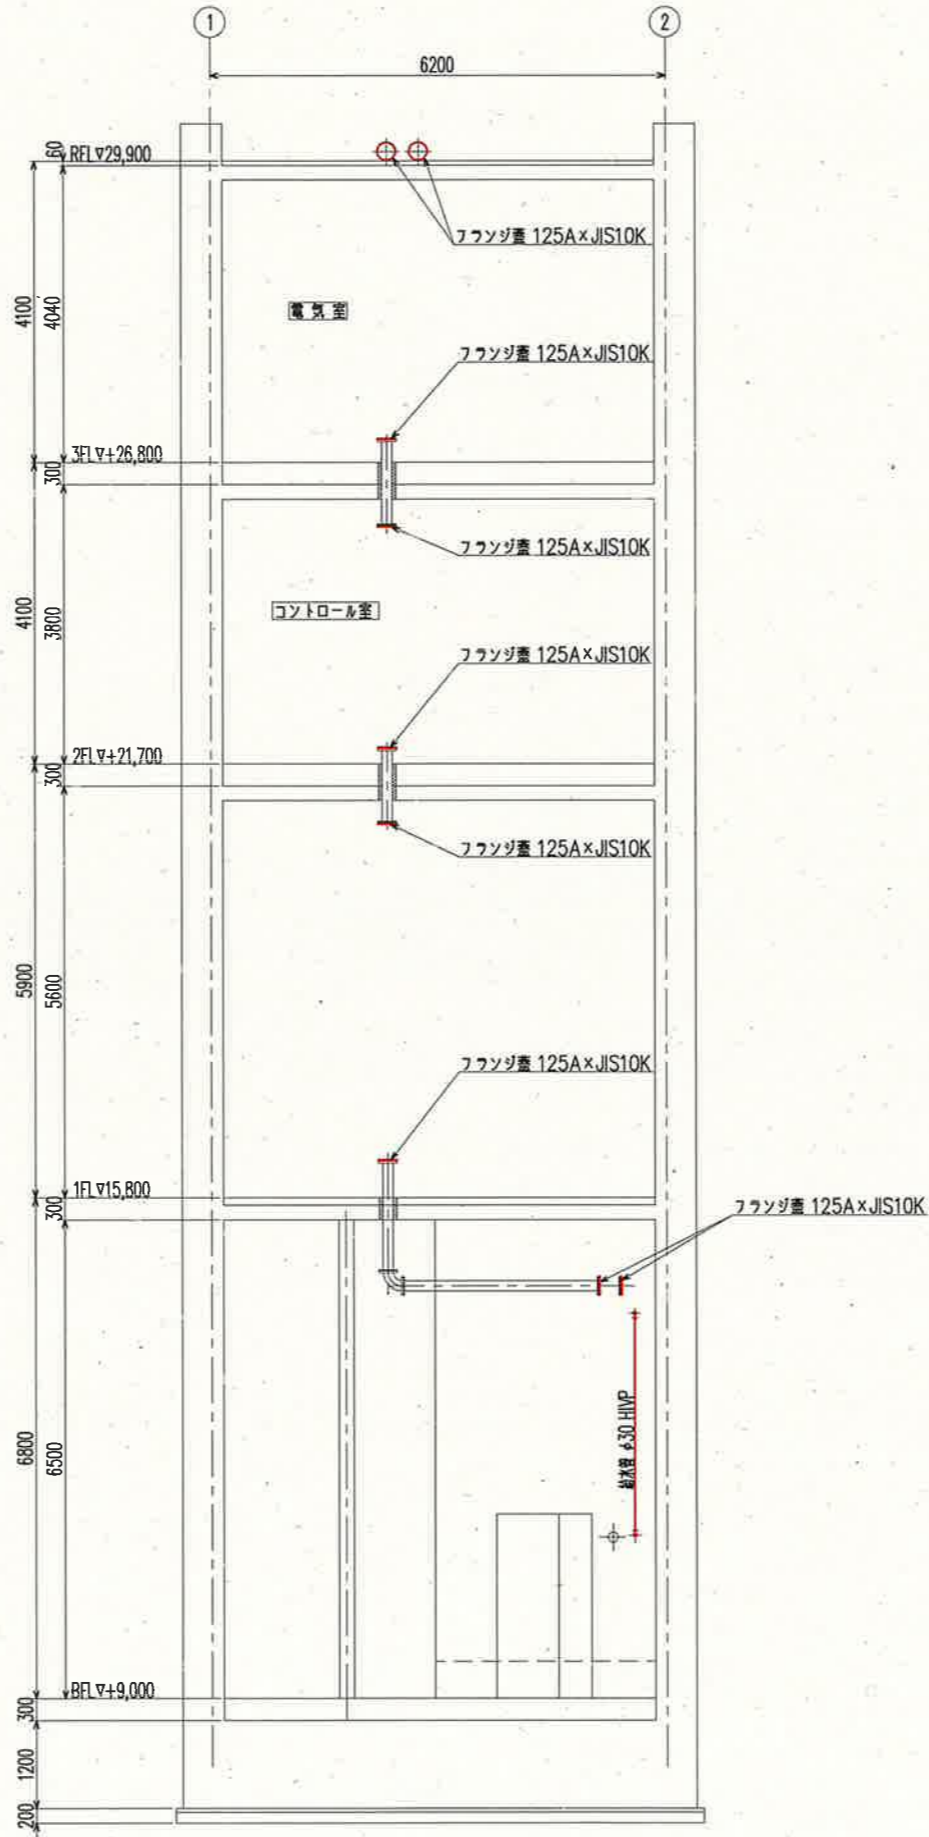 1
2
6200
60
RFL▽29,900
フランジ蓋 125A×JIS10K
電気室
4100
4040
フランジ蓋 125A×JIS10K
3FL▽+26,800
300
フランジ蓋 125A×JIS10K
コントロール室
4100
3800
フランジ蓋 125A×JIS10K
2FL▽+21,700
300
フランジ蓋 125A×JIS10K
5900
5600
フランジ蓋 125A×JIS10K
1FL▽15,800
300
フランジ蓋 125A×JIS10K
給水管 φ30 HIVP
6800
6500
BFL▽+9,000
300
1200
200